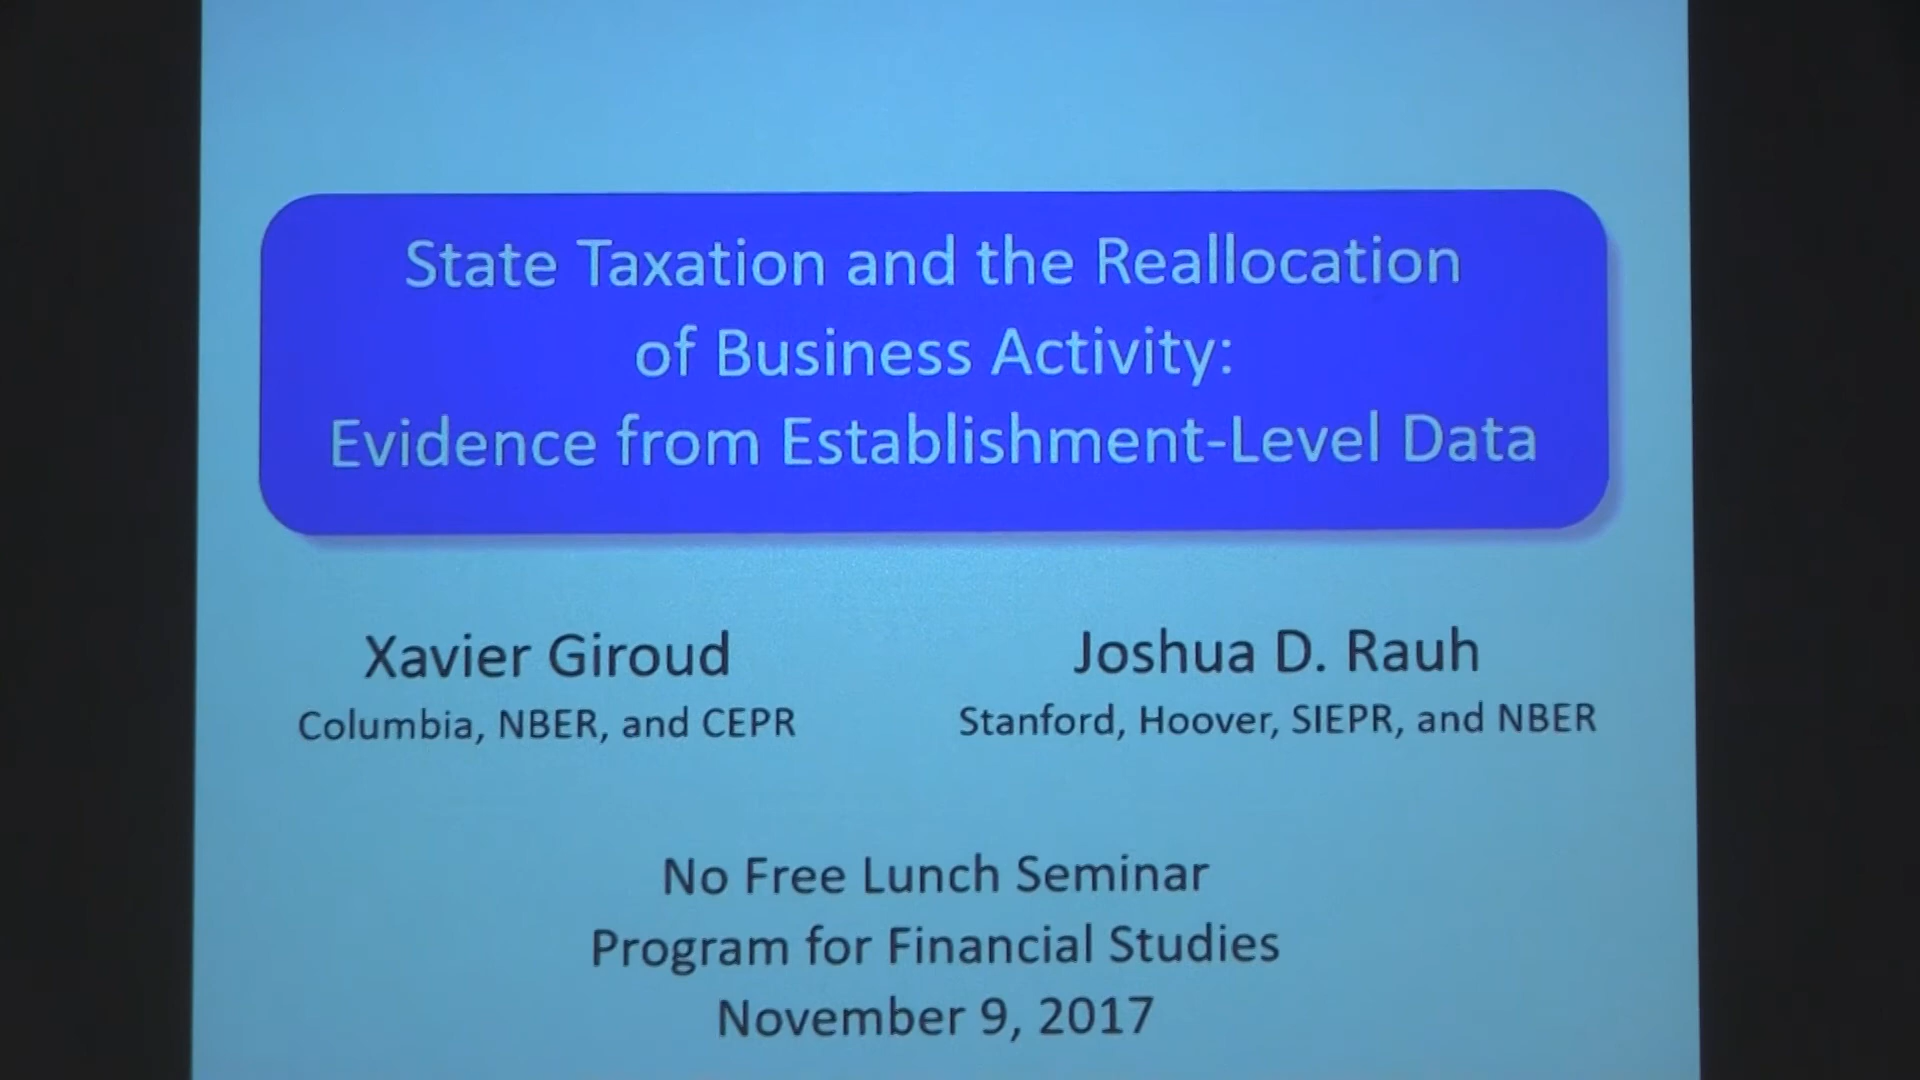 State Taxation and the Reallocation
of Business Activity:
Evidence from Establishment-Level Data
Xavier Giroud
Joshua D. Rauh
Columbia, NBER, and CEPR
Stanford, Hoover, SIEPR, and NBER
No Free Lunch Seminar
Program for Financial Studies
November 9, 2017